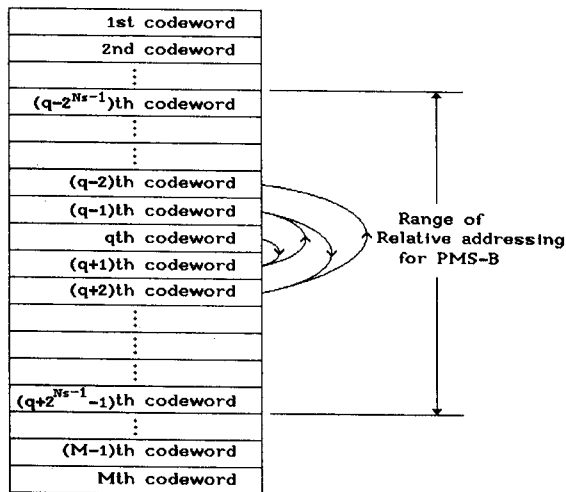 1st codeword
2nd codeword
⋮
(q-2^{Ns-1})th codeword
⋮
⋮
(q-2)th codeword
(q-1)th codeword
qth codeword
(q+1)th codeword
(q+2)th codeword
⋮
⋮
⋮
(q+2^{Ns-1}-1)th codeword
⋮
(M-1)th codeword
Mth codeword
Range of
Relative addressing
for PMS-B